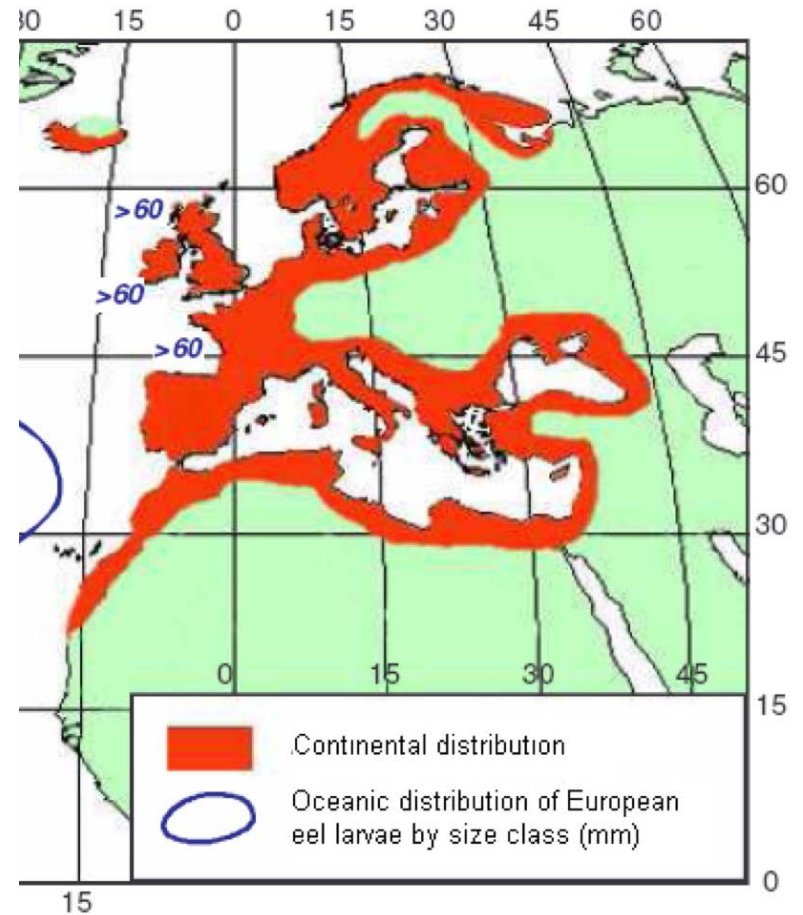 30 15 0 15 30 45 60
60
>60
>60
>60
45
30
0 15 30 45
15
.Continental distribution
Oceanic distribution of European
eel larvae by size class (mm)
0
15